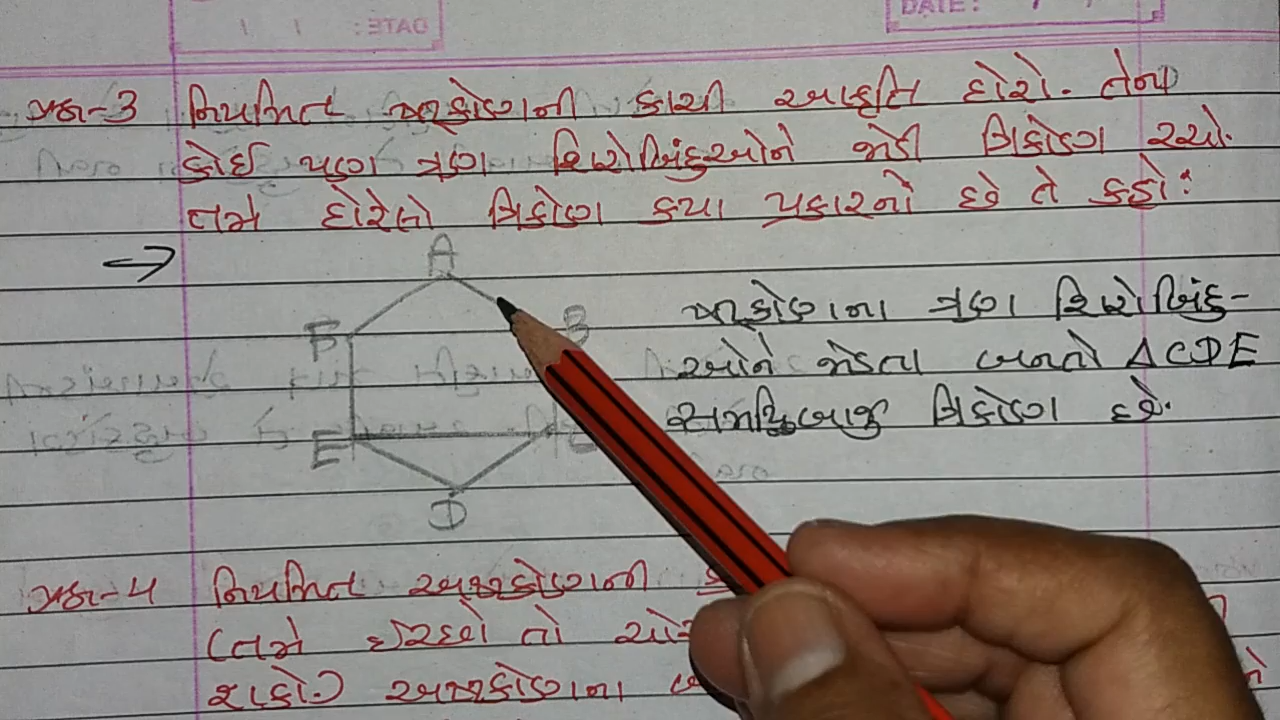 DATE :
પ્રશ્ન-3 નિયમિત ષટ્કોણની કાચી આકૃતિ દોરો. તેના
કોઈ પણ ત્રણ શિરોબિંદુઓને જોડી ત્રિકોણ રચો.
તમે દોરેલો ત્રિકોણ કયા પ્રકારનો છે તે કહો :
A
F B
E
D
ષટ્કોણના ત્રણ શિરોબિંદુ-
ઓને જોડતા બનતો ΔCDE
સમદ્વિબાજુ ત્રિકોણ છે.
પ્રશ્ન-4 નિયમિત અષ્ટકોણની
(તમે ઈચ્છો તો
શકો.) અષ્ટકોણના